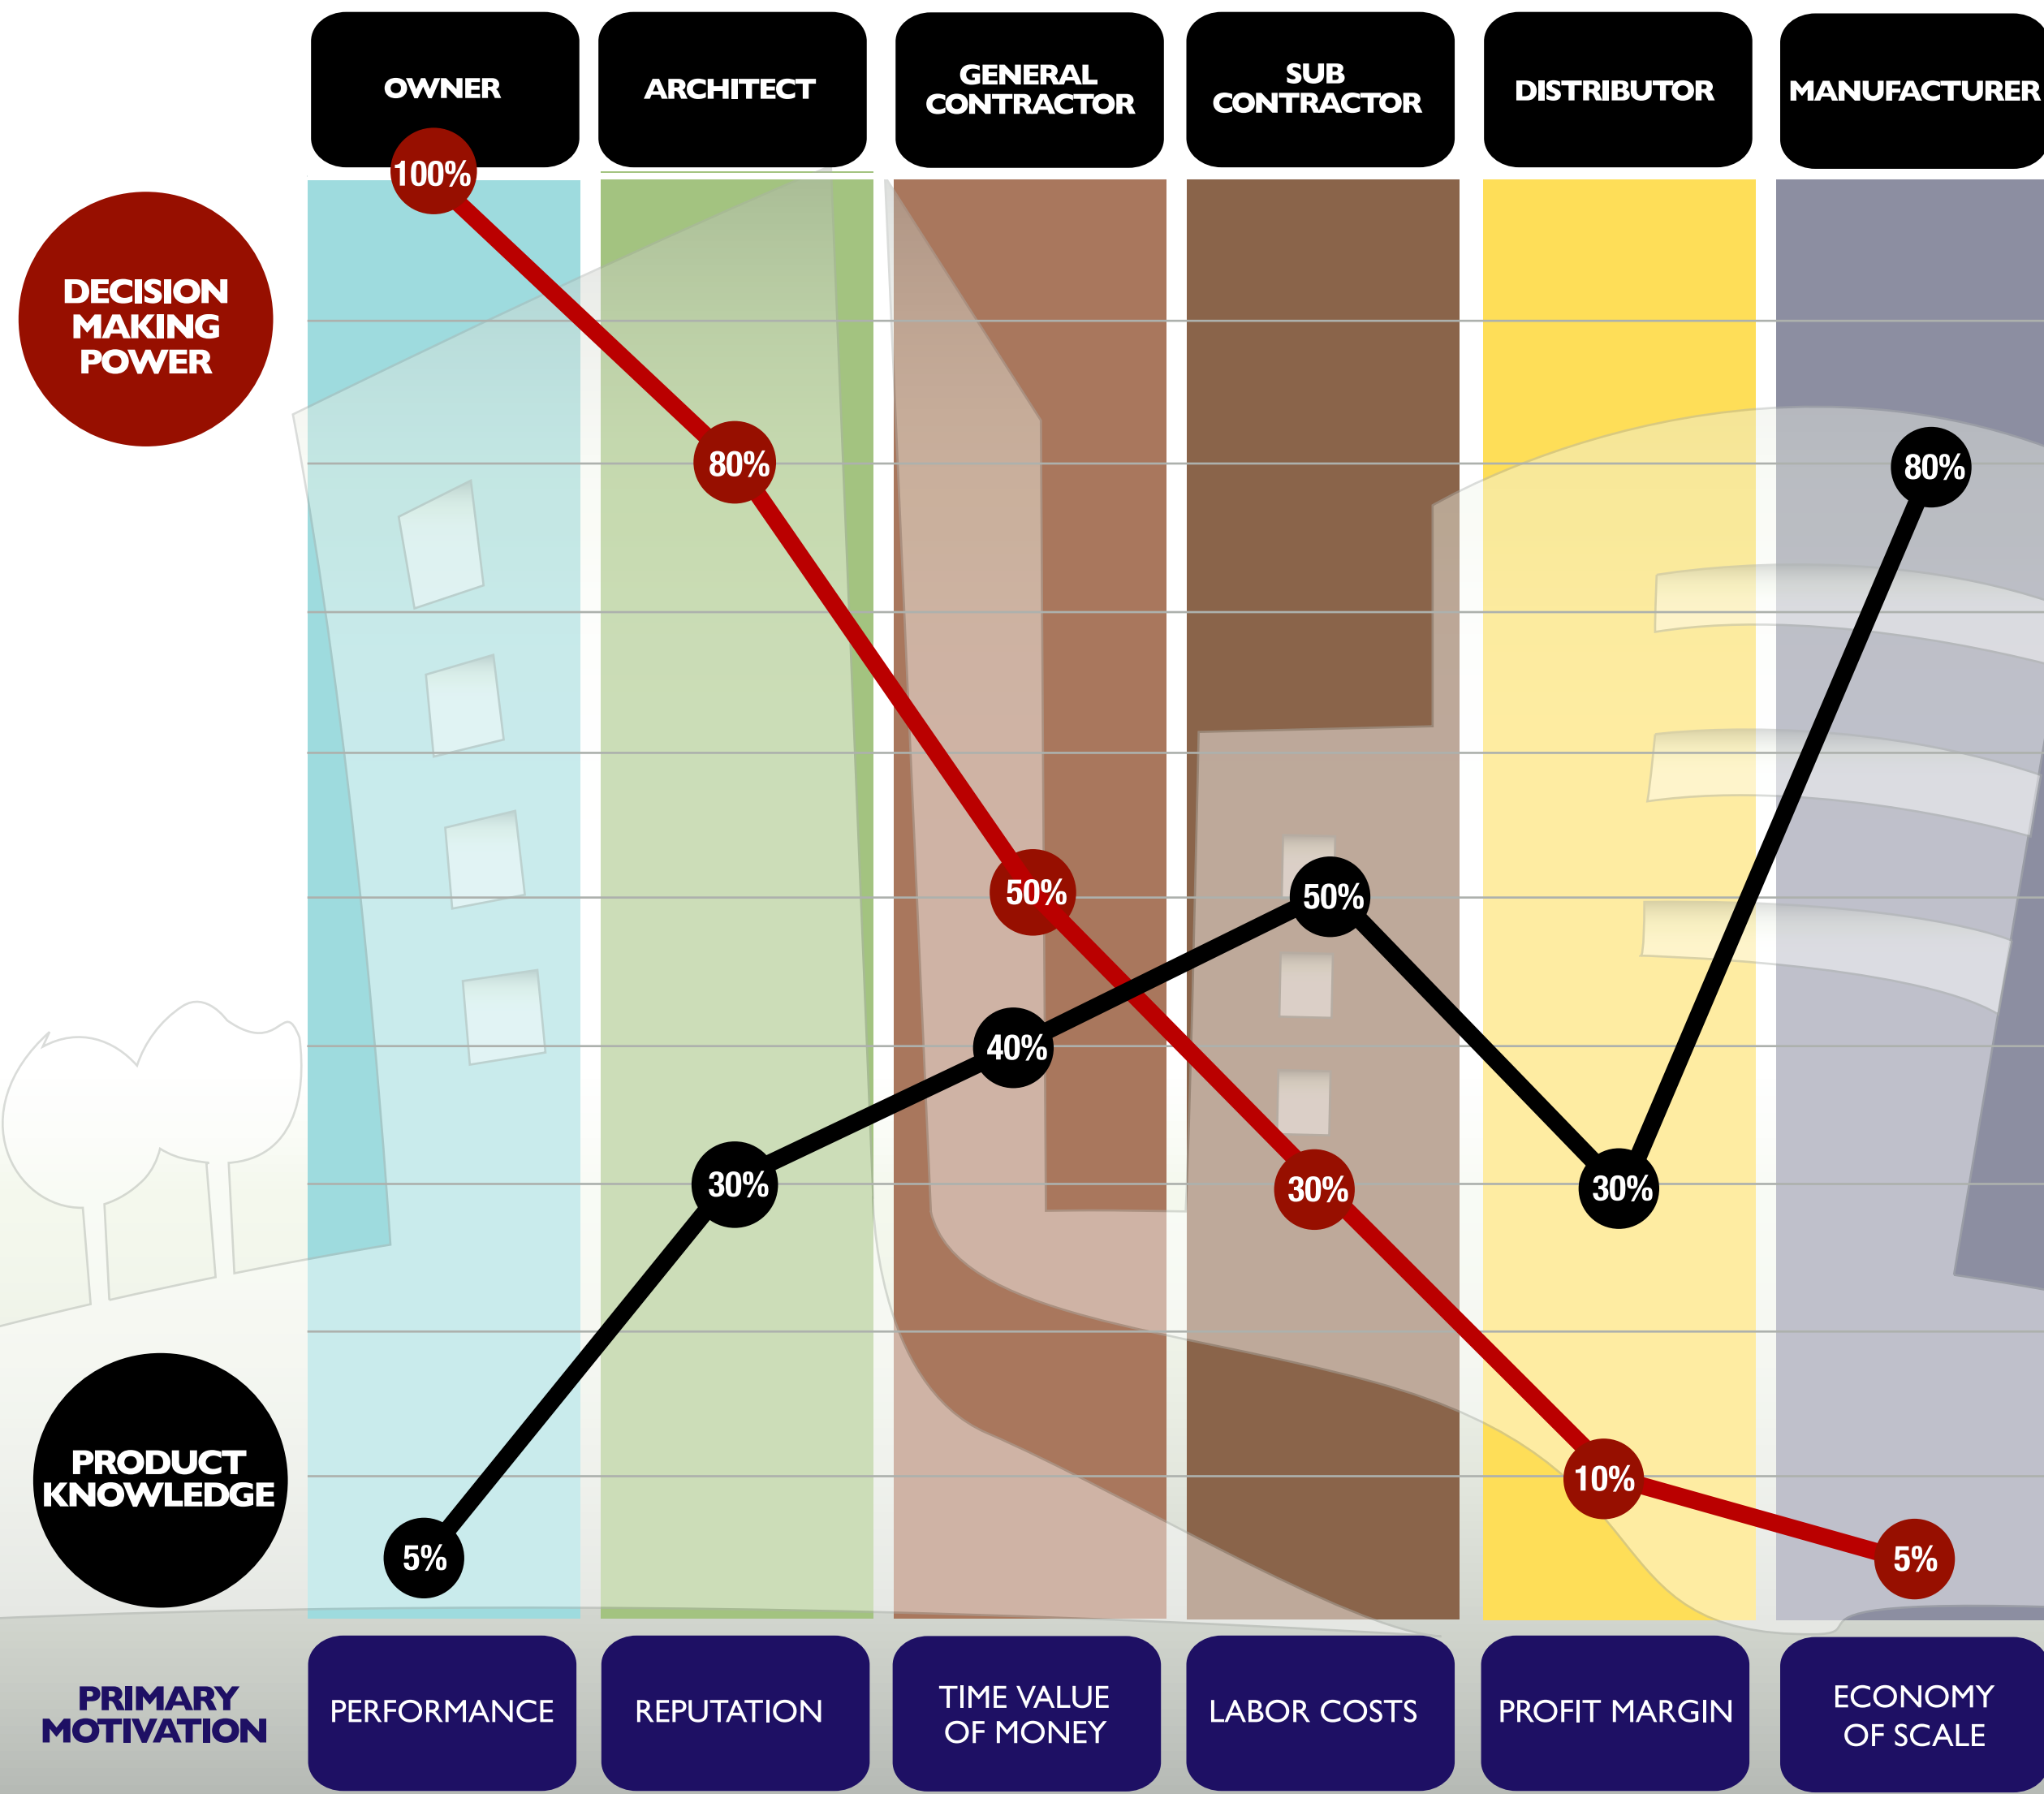 OWNER
ARCHITECT
GENERAL
CONTRACTOR
SUB
CONTRACTOR
DISTRIBUTOR
MANUFACTURER
100%
DECISION
MAKING
POWER
80%
80%
50%
50%
40%
30%
30%
30%
10%
PRODUCT
KNOWLEDGE
5%
5%
PRIMARY
MOTIVATION
PERFORMANCE
REPUTATION
TIME VALUE
OF MONEY
LABOR COSTS
PROFIT MARGIN
ECONOMY
OF SCALE